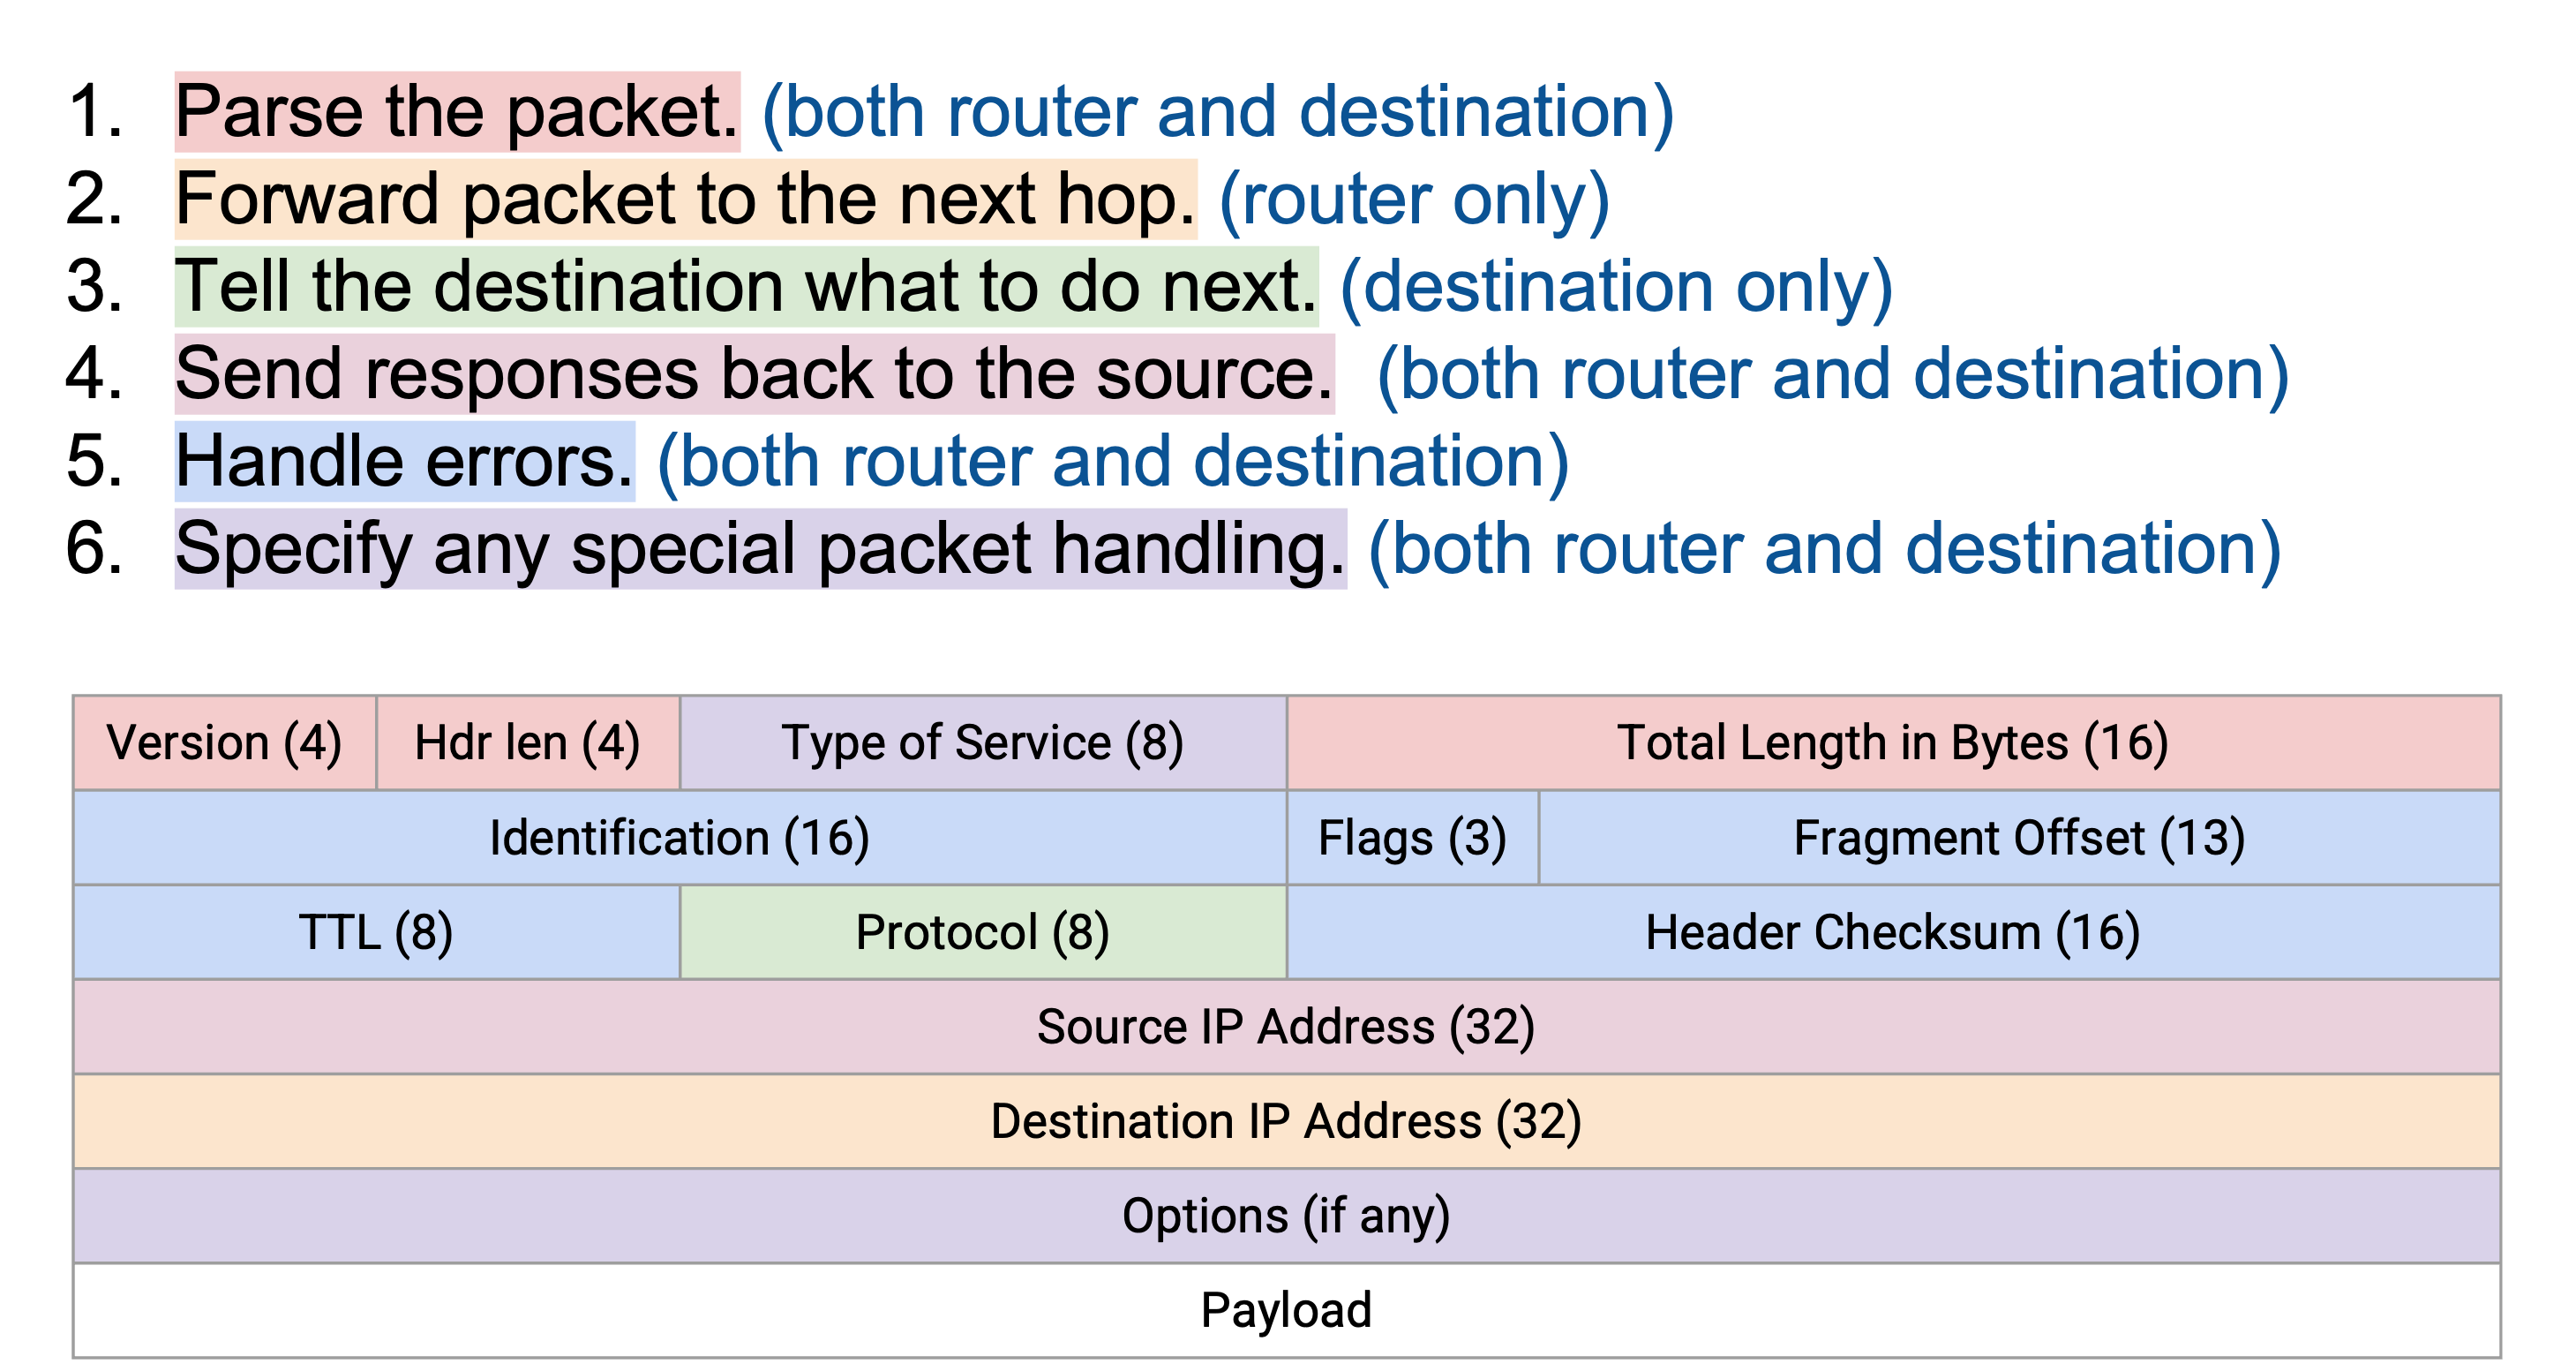 1. Parse the packet. (both router and destination)
2. Forward packet to the next hop. (router only)
3. Tell the destination what to do next. (destination only)
4. Send responses back to the source. (both router and destination)
5. Handle errors. (both router and destination)
6. Specify any special packet handling. (both router and destination)
Version (4) Hdr len (4) Type of Service (8) Total Length in Bytes (16)
Identification (16) Flags (3) Fragment Offset (13)
TTL (8) Protocol (8) Header Checksum (16)
Source IP Address (32)
Destination IP Address (32)
Options (if any)
Payload